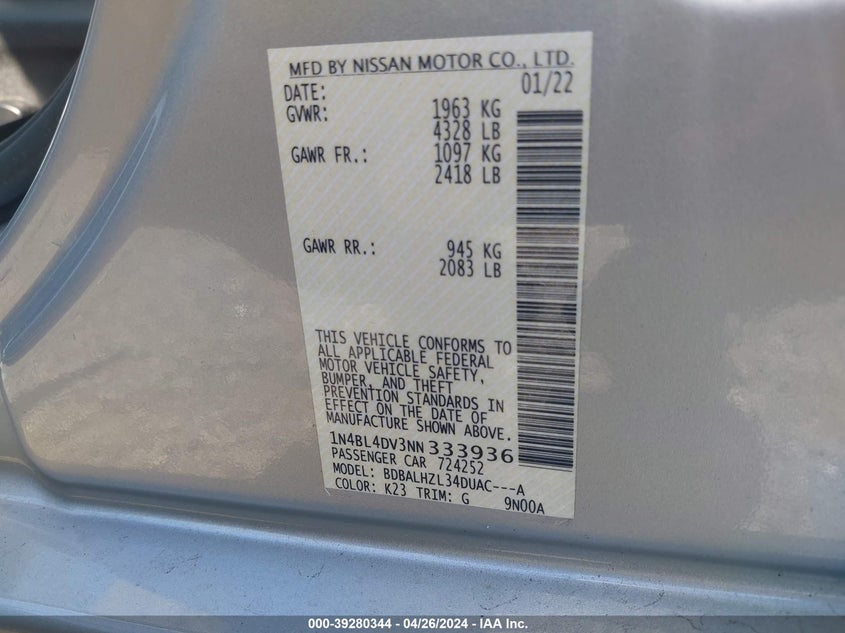 MFD BY NISSAN MOTOR CO., LTD.
DATE: 01/22
GVWR: 1963 KG
4328 LB
GAWR FR.: 1097 KG
2418 LB
GAWR RR.: 945 KG
2083 LB
THIS VEHICLE CONFORMS TO
ALL APPLICABLE FEDERAL
MOTOR VEHICLE SAFETY,
BUMPER, AND THEFT
PREVENTION STANDARDS IN
EFFECT ON THE DATE OF
MANUFACTURE SHOWN ABOVE.
1N4BL4DV3NN333936
PASSENGER CAR 724252
MODEL: BDBALHZL34DUAC---A
COLOR: K23 TRIM: G 9N00A
000-39280344 - 04/26/2024 - IAA Inc.